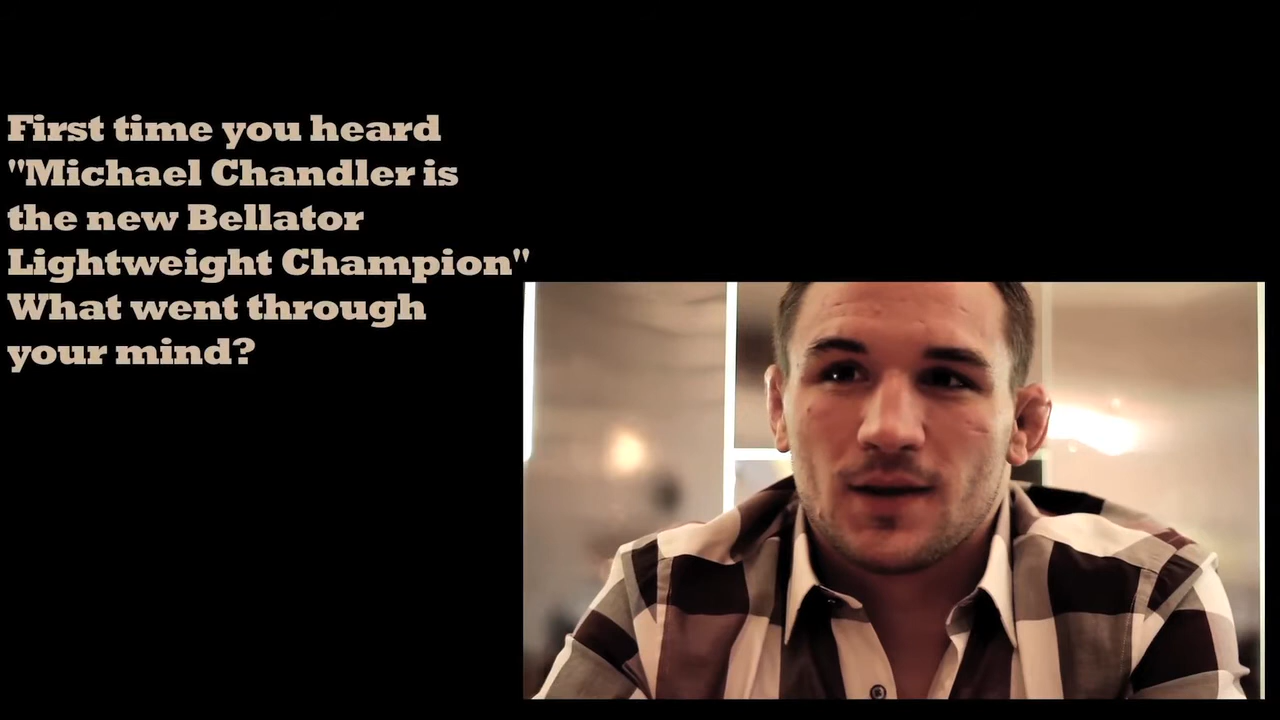 First time you heard
"Michael Chandler is
the new Bellator
Lightweight Champion"
What went through
your mind?